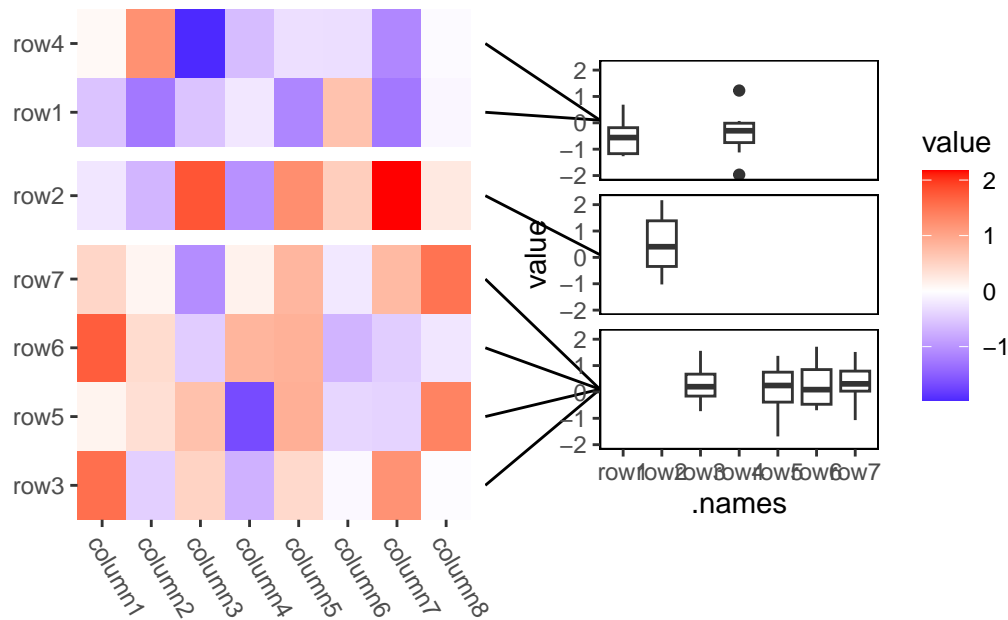 row4
row1
row2
row7
row6
row5
row3
column1
column2
column3
column4
column5
column6
column7
column8
value
2
1
0
−1
−2
2
1
0
−1
−2
2
1
0
−1
−2
row1
row2
row3
row4
row5
row6
row7
.names
value
2
1
0
−1